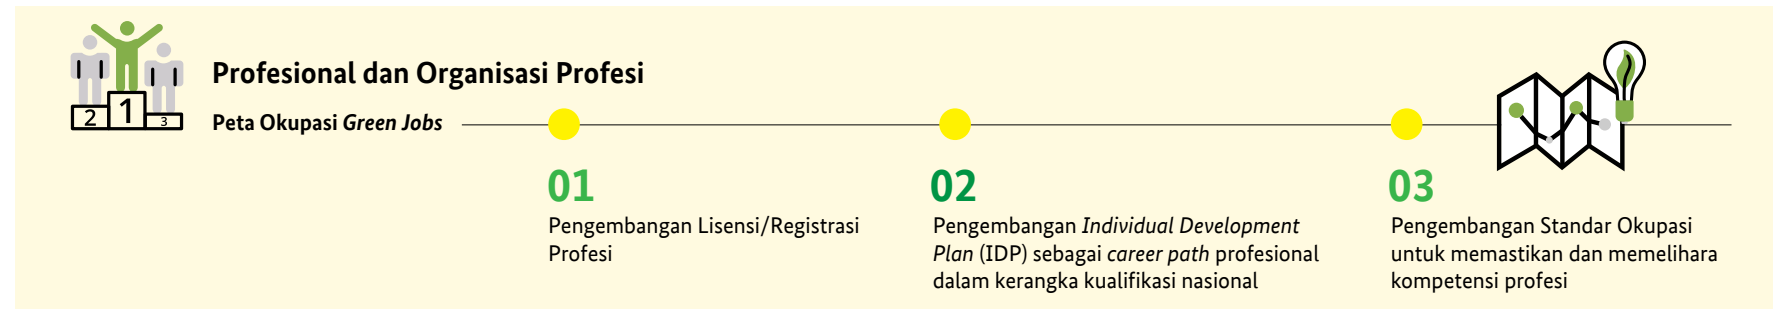 2 1 3
Profesional dan Organisasi Profesi
Peta Okupasi Green Jobs
01
Pengembangan Lisensi/Registrasi
Profesi
02
Pengembangan Individual Development
Plan (IDP) sebagai career path profesional
dalam kerangka kualifikasi nasional
03
Pengembangan Standar Okupasi
untuk memastikan dan memelihara
kompetensi profesi